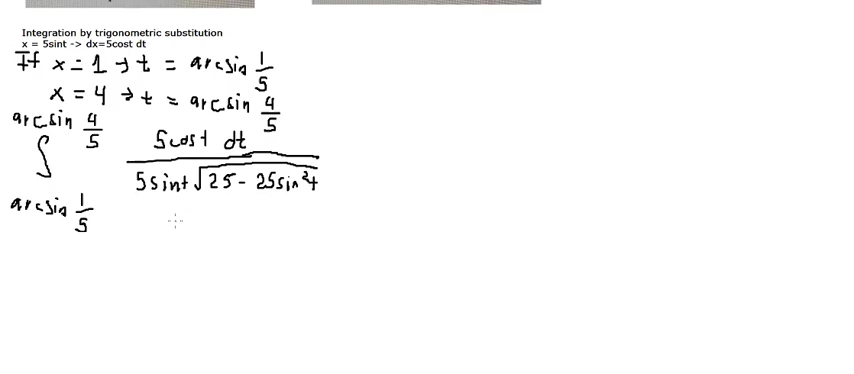 Integration by trigonometric substitution
x = 5sint -> dx=5cost dt
If x = 1 → t = arcsin 1/5
x = 4 → t = arcsin 4/5
arcsin 4/5
∫ 5cost dt / 5sint √25 - 25sin²t
arcsin 1/5